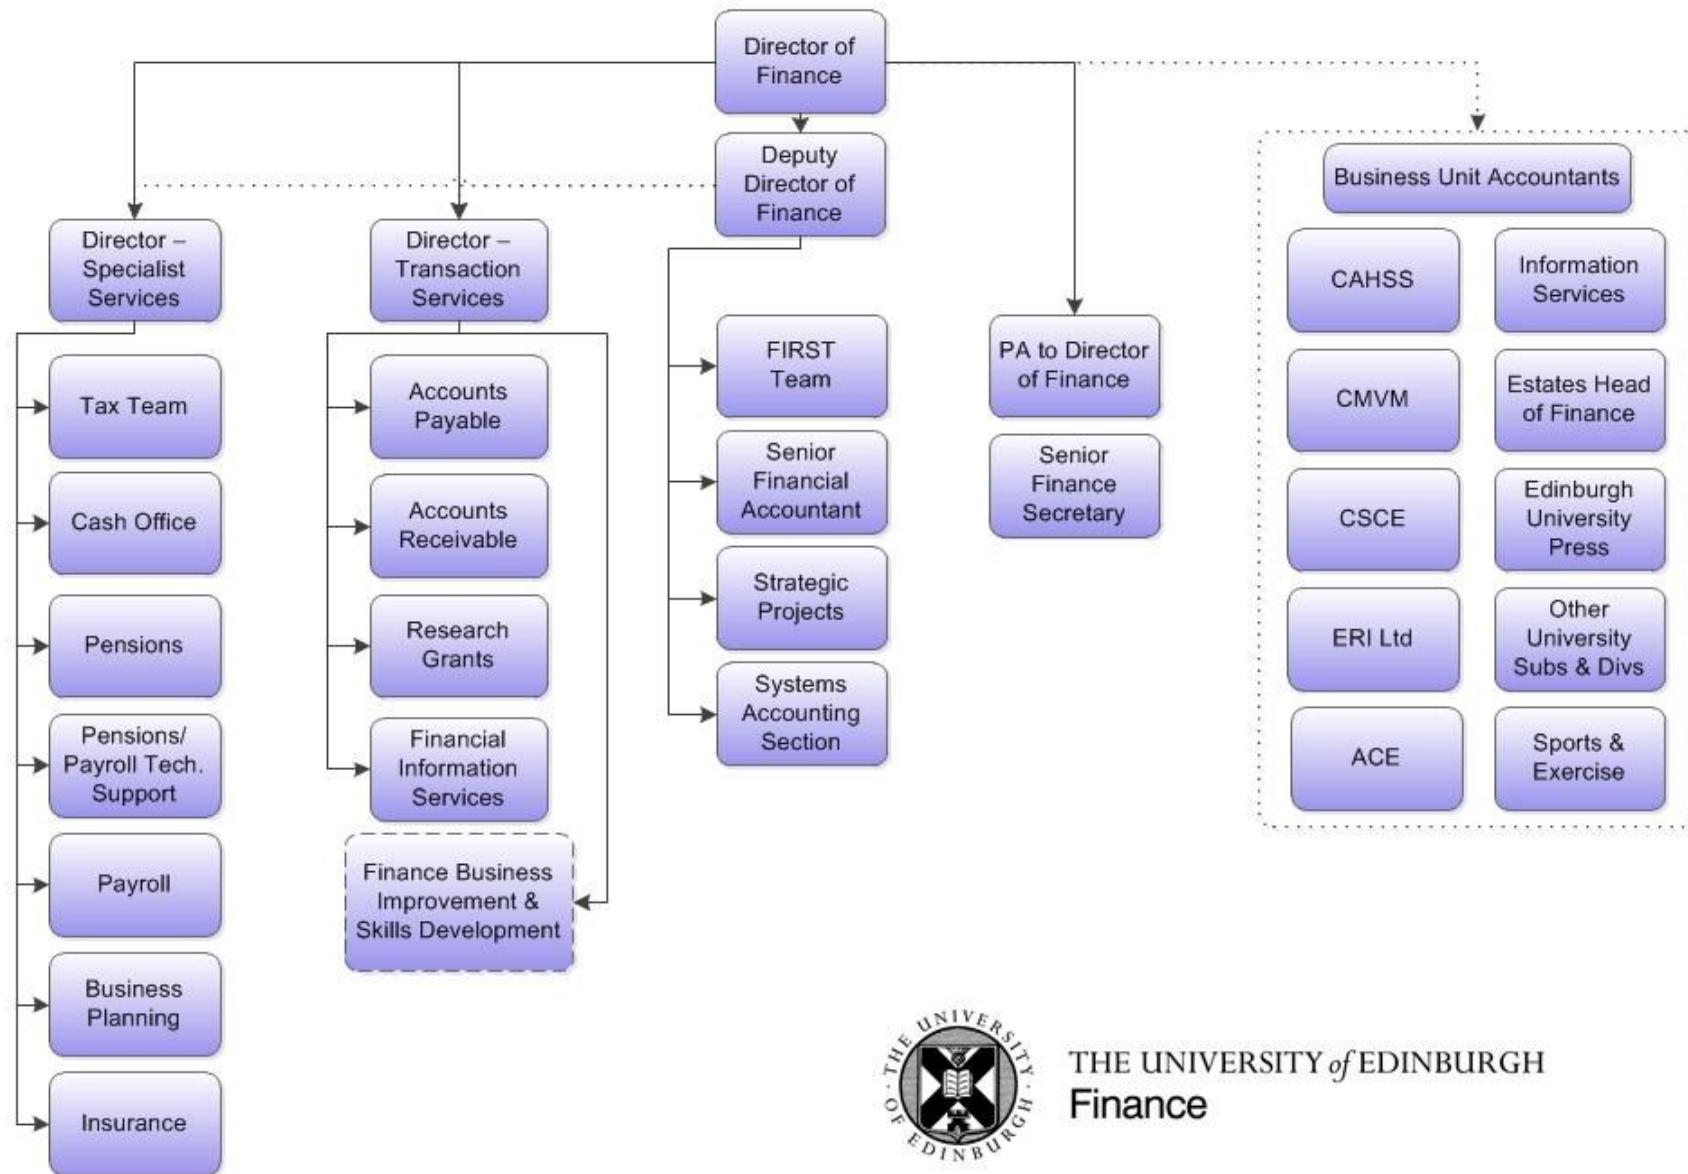 Director of
Finance
Deputy
Director of
Finance
Business Unit Accountants
Director –
Specialist
Services
Director –
Transaction
Services
Tax Team
Cash Office
Pensions
Pensions/
Payroll Tech.
Support
Payroll
Business
Planning
Insurance
Accounts
Payable
Accounts
Receivable
Research
Grants
Financial
Information
Services
Finance Business
Improvement &
Skills Development
FIRST
Team
Senior
Financial
Accountant
Strategic
Projects
Systems
Accounting
Section
PA to Director
of Finance
Senior
Finance
Secretary
CAHSS
CMVM
CSCE
ERI Ltd
ACE
Information
Services
Estates Head
of Finance
Edinburgh
University
Press
Other
University
Subs & Divs
Sports &
Exercise
THE UNIVERSITY OF EDINBURGH
THE UNIVERSITY of EDINBURGH
Finance